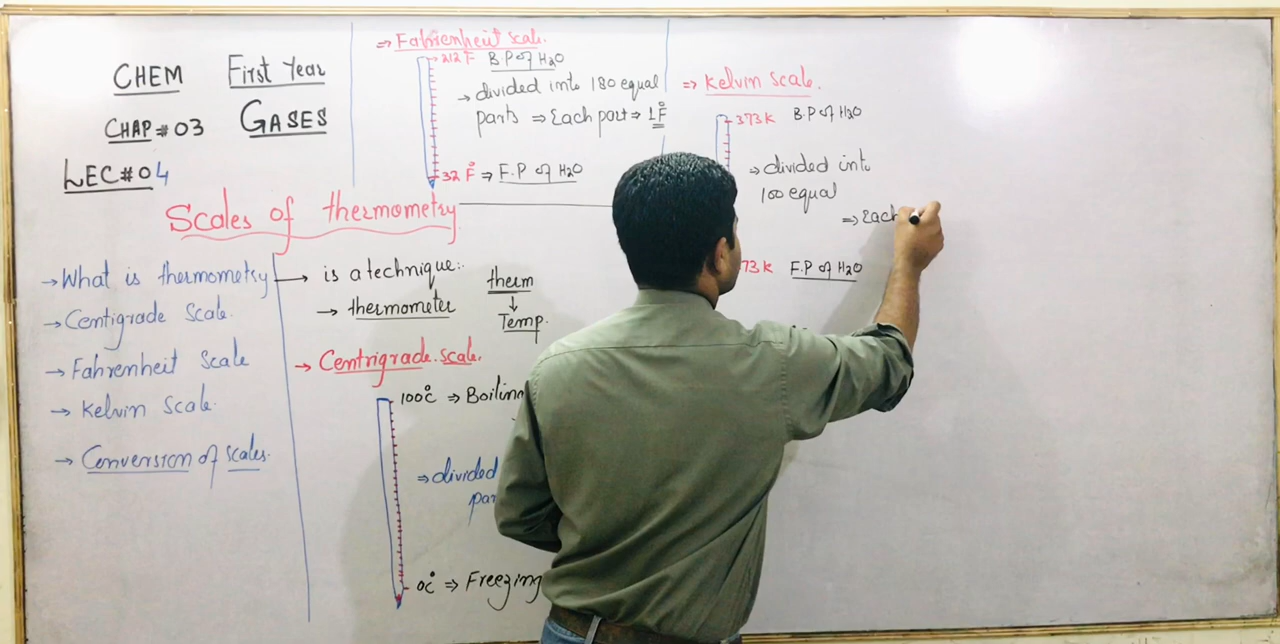 CHEM First Year
CHAP#03 GASES
LEC#04
Scales of thermometry
→ What is thermometry
→ Centigrade Scale.
→ Fahrenheit Scale
→ Kelvin Scale.
→ Conversion of scales.
→ is a technique:.
→ thermometer
therm
↓
Temp.
→ Centrigrade scale.
100°C ⇒ Boiling
⇒ divided
0°C ⇒ Freezing
⇒ Fahrenheit scale.
→ 212°F B.P of H2O
→ divided into 180 equal
parts ⇒ Each part ⇒ 1°F
→ 32°F ⇒ F.P of H2O
⇒ Kelvin Scale.
373K B.P of H2O
⇒ divided into
100 equal
⇒ Each
73K F.P of H2O